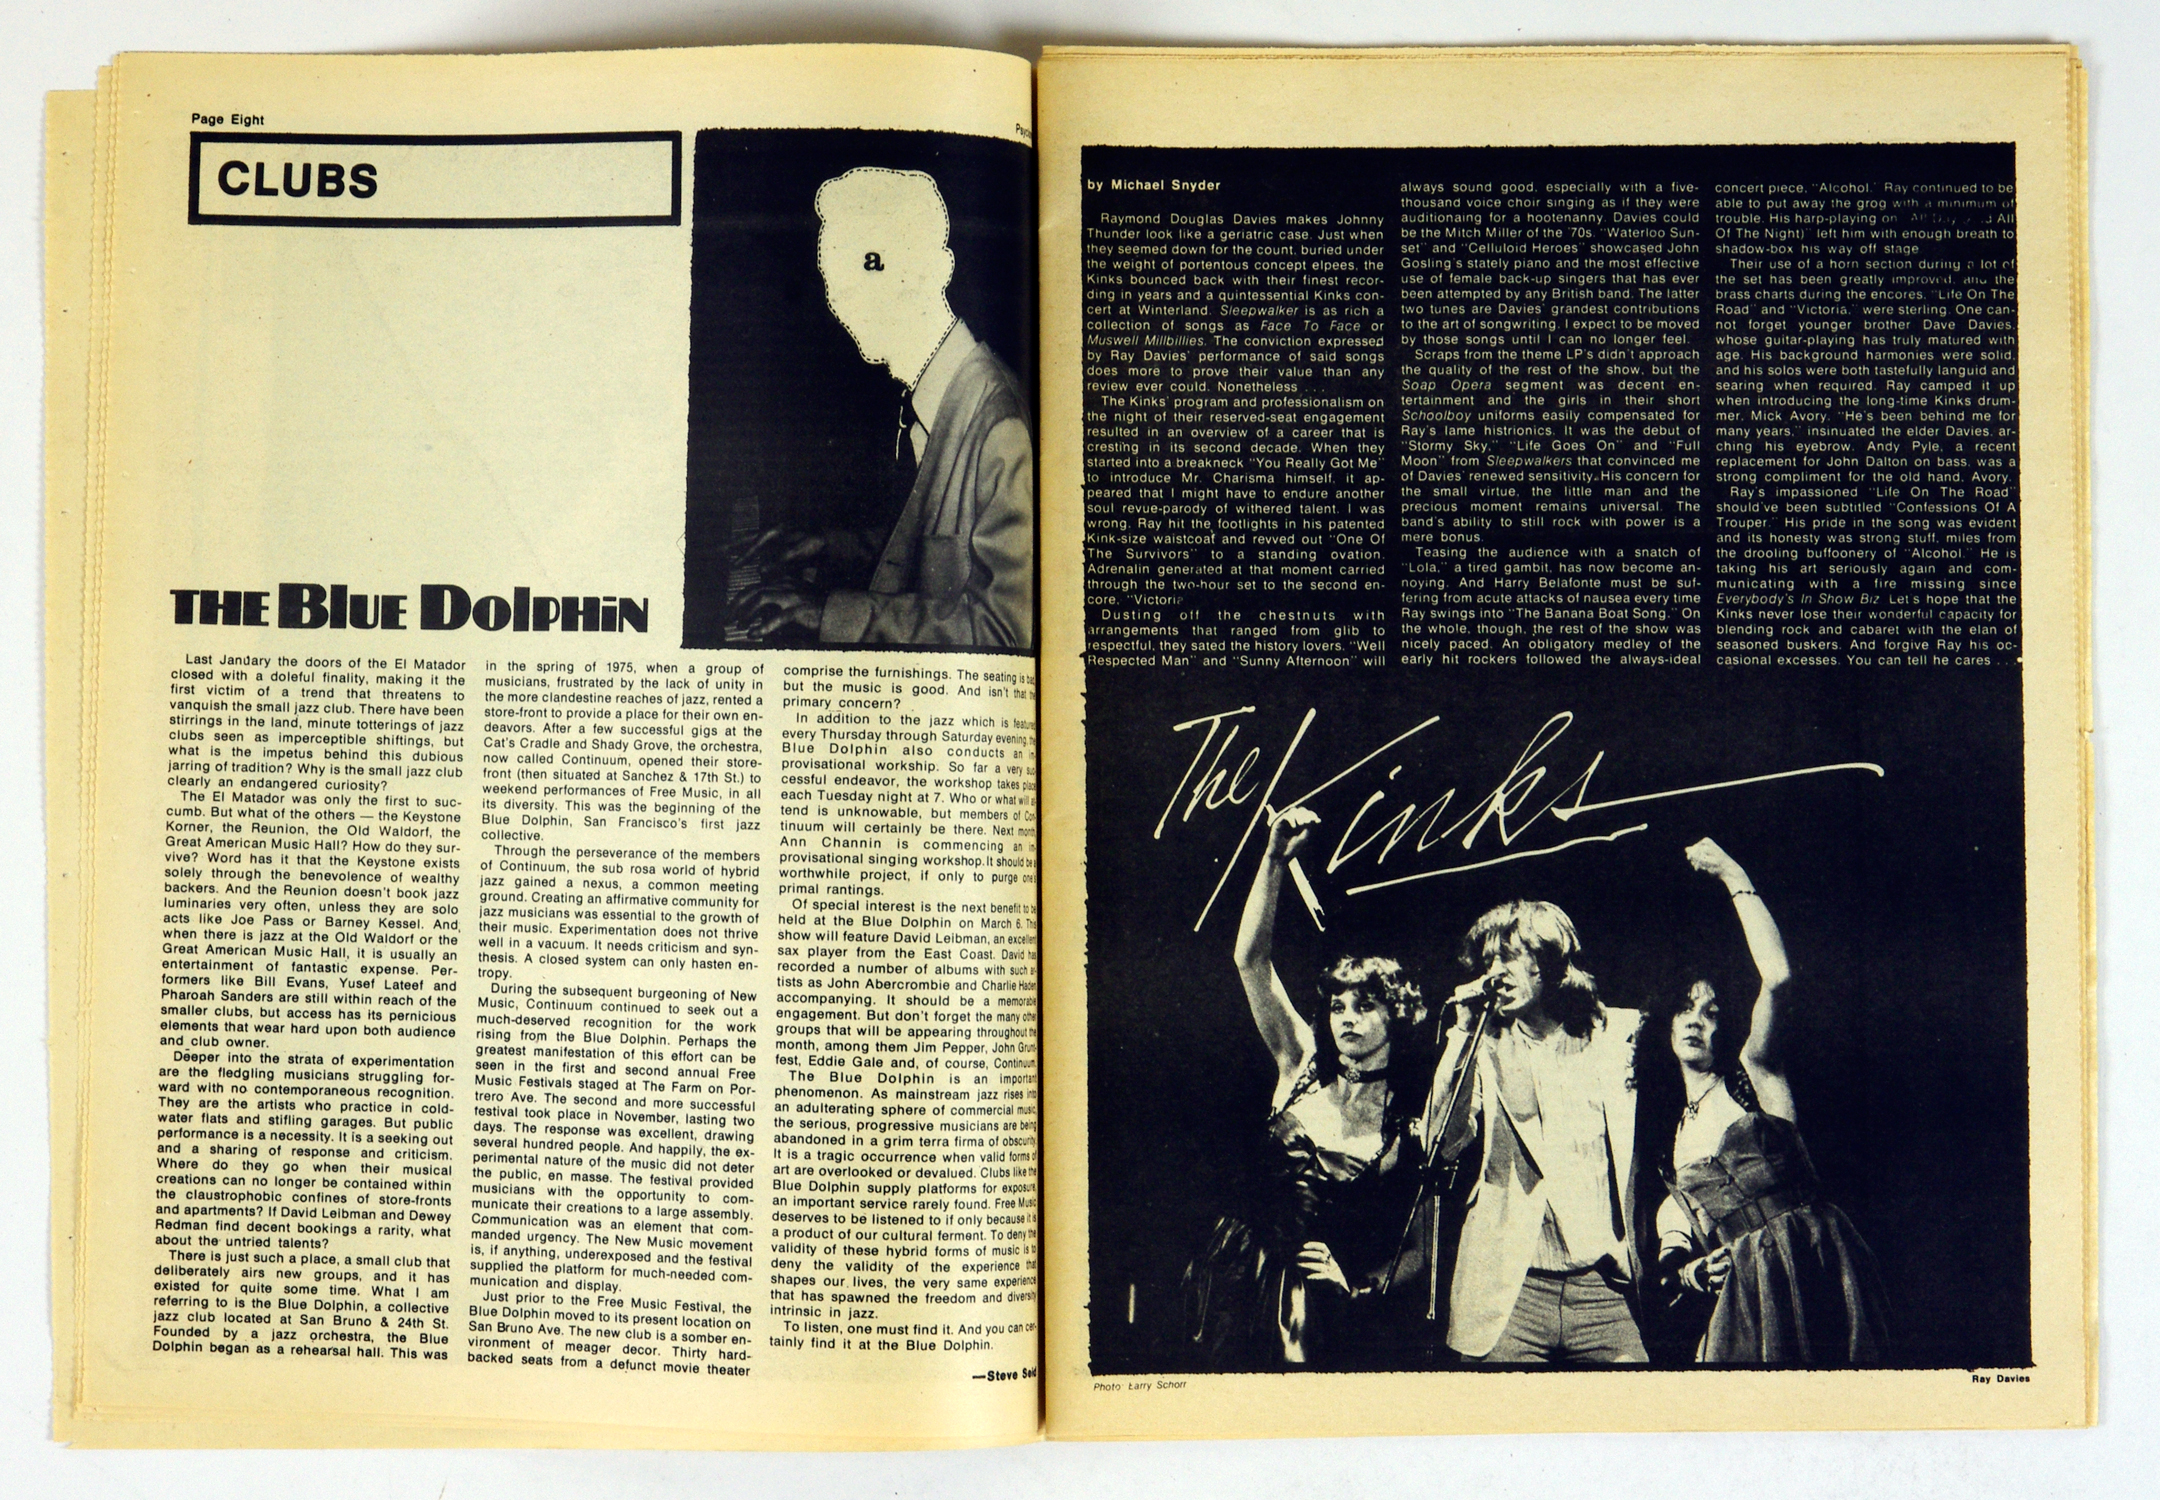 Page Eight
CLUBS
a
THE BLUE DOLPHIN
Last January the doors of the El Matador
closed with a doleful finality, making it the
first victim of a trend that threatens to
vanquish the small jazz club. There have been
stirrings in the land, minute totterings of jazz
clubs seen as imperceptible shiftings, but
what is the impetus behind this dubious
jarring of tradition? Why is the small jazz club
clearly an endangered curiosity?
The El Matador was only the first to suc-
cumb. But what of the others — the Keystone
Korner, the Reunion, the Old Waldorf, the
Great American Music Hall? How do they sur-
vive? Word has it that the Keystone exists
solely through the benevolence of wealthy
backers. And the Reunion doesn't book jazz
luminaries very often, unless they are solo
acts like Joe Pass or Barney Kessel. And,
when there is jazz at the Old Waldorf or the
Great American Music Hall, it is usually an
entertainment of fantastic expense. Per-
formers like Bill Evans, Yusef Lateef and
Pharoah Sanders are still within reach of the
smaller clubs, but access has its pernicious
elements that wear hard upon both audience
and club owner.
Deeper into the strata of experimentation
are the fledgling musicians struggling for-
ward with no contemporaneous recognition.
They are the artists who practice in cold-
water flats and stifling garages. But public
performance is a necessity. It is a seeking out
and a sharing of response and criticism.
Where do they go when their musical
creations can no longer be contained within
the claustrophobic confines of store-fronts
and apartments? If David Leibman and Dewey
Redman find decent bookings a rarity, what
about the untried talents?
There is just such a place, a small club that
deliberately airs new groups, and it has
existed for quite some time. What I am
referring to is the Blue Dolphin, a collective
jazz club located at San Bruno & 24th St.
Founded by a jazz orchestra, the Blue
Dolphin began as a rehearsal hall. This was
in the spring of 1975, when a group of
musicians, frustrated by the lack of unity in
the more clandestine reaches of jazz, rented a
store-front to provide a place for their own en-
deavors. After a few successful gigs at the
Cat's Cradle and Shady Grove, the orchestra,
now called Continuum, opened their store-
front (then situated at Sanchez & 17th St.) to
weekend performances of Free Music, in all
its diversity. This was the beginning of the
Blue Dolphin, San Francisco's first jazz
collective.
Through the perseverance of the members
of Continuum, the sub rosa world of hybrid
jazz gained a nexus, a common meeting
ground. Creating an affirmative community for
jazz musicians was essential to the growth of
their music. Experimentation does not thrive
well in a vacuum. It needs criticism and syn-
thesis. A closed system can only hasten en-
tropy.
During the subsequent burgeoning of New
Music, Continuum continued to seek out a
much-deserved recognition for the work
rising from the Blue Dolphin. Perhaps the
greatest manifestation of this effort can be
seen in the first and second annual Free
Music Festivals staged at The Farm on Por-
trero Ave. The second and more successful
festival took place in November, lasting two
days. The response was excellent, drawing
several hundred people. And happily, the ex-
perimental nature of the music did not deter
the public, en masse. The festival provided
musicians with the opportunity to com-
municate their creations to a large assembly.
Communication was an element that com-
manded urgency. The New Music movement
is, if anything, underexposed and the festival
supplied the platform for much-needed com-
munication and display.
Just prior to the Free Music Festival, the
Blue Dolphin moved to its present location on
San Bruno Ave. The new club is a somber en-
vironment of meager decor. Thirty hard-
backed seats from a defunct movie theater
comprise the furnishings. The seating is bad
but the music is good. And isn't that the
primary concern?
In addition to the jazz which is featured
every Thursday through Saturday evening, the
Blue Dolphin also conducts an im-
provisational workship. So far a very suc-
cessful endeavor, the workshop takes place
each Tuesday night at 7. Who or what will at-
tend is unknowable, but members of Con-
tinuum will certainly be there. Next month,
Ann Channin is commencing an im-
provisational singing workshop. It should be a
worthwhile project, if only to purge one's
primal rantings.
Of special interest is the next benefit to be
held at the Blue Dolphin on March 6. This
show will feature David Leibman, an excellent
sax player from the East Coast. David has
recorded a number of albums with such ar-
tists as John Abercrombie and Charlie Haden
accompanying. It should be a memorable
engagement. But don't forget the many other
groups that will be appearing throughout the
month, among them Jim Pepper, John Grunt-
fest, Eddie Gale and, of course, Continuum.
The Blue Dolphin is an important
phenomenon. As mainstream jazz rises into
an adulterating sphere of commercial music,
the serious, progressive musicians are being
abandoned in a grim terra firma of obscurity.
It is a tragic occurrence when valid forms of
art are overlooked or devalued. Clubs like the
Blue Dolphin supply platforms for exposure,
an important service rarely found. Free Music
deserves to be listened to if only because it is
a product of our cultural ferment. To deny the
validity of these hybrid forms of music is to
deny the validity of the experience that
shapes our lives, the very same experience
that has spawned the freedom and diversity
intrinsic in jazz.
To listen, one must find it. And you can cer-
tainly find it at the Blue Dolphin.
—Steve Seid
by Michael Snyder
Raymond Douglas Davies makes Johnny
Thunder look like a geriatric case. Just when
they seemed down for the count, buried under
the weight of portentous concept elpees, the
Kinks bounced back with their finest recor-
ding in years and a quintessential Kinks con-
cert at Winterland. Sleepwalker is as rich a
collection of songs as Face To Face or
Muswell Millbillies. The conviction expressed
by Ray Davies' performance of said songs
does more to prove their value than any
review ever could. Nonetheless . . .
The Kinks' program and professionalism on
the night of their reserved-seat engagement
resulted in an overview of a career that is
cresting in its second decade. When they
started into a breakneck "You Really Got Me"
to introduce Mr. Charisma himself, it ap-
peared that I might have to endure another
soul revue-parody of withered talent. I was
wrong. Ray hit the footlights in his patented
Kink-size waistcoat and revved out "One Of
The Survivors" to a standing ovation.
Adrenalin generated at that moment carried
through the two-hour set to the second en-
core, "Victoria
Dusting off the chestnuts with
arrangements that ranged from glib to
respectful, they sated the history lovers. "Well
Respected Man" and "Sunny Afternoon" will
always sound good, especially with a five-
thousand voice choir singing as if they were
auditionaing for a hootenanny. Davies could
be the Mitch Miller of the '70s. "Waterloo Sun-
set" and "Celluloid Heroes" showcased John
Gosling's stately piano and the most effective
use of female back-up singers that has ever
been attempted by any British band. The latter
two tunes are Davies' grandest contributions
to the art of songwriting. I expect to be moved
by those songs until I can no longer feel.
Scraps from the theme LP's didn't approach
the quality of the rest of the show, but the
Soap Opera segment was decent en-
tertainment and the girls in their short
Schoolboy uniforms easily compensated for
Ray's lame histrionics. It was the debut of
"Stormy Sky," "Life Goes On" and "Full
Moon" from Sleepwalkers that convinced me
of Davies' renewed sensitivity. His concern for
the small virtue, the little man and the
precious moment remains universal. The
band's ability to still rock with power is a
mere bonus.
Teasing the audience with a snatch of
"Lola," a tired gambit, has now become an-
noying. And Harry Belafonte must be suf-
fering from acute attacks of nausea every time
Ray swings into "The Banana Boat Song." On
the whole, though, the rest of the show was
nicely paced. An obligatory medley of the
early hit rockers followed the always-ideal
concert piece, "Alcohol.' Ray continued to be
able to put away the grog with a minimum of
trouble. His harp-playing on All Day And All
Of The Night)" left him with enough breath to
shadow-box his way off stage
Their use of a horn section during a lot of
the set has been greatly improved, and the
brass charts during the encores, "Life On The
Road" and "Victoria," were sterling. One can-
not forget younger brother Dave Davies,
whose guitar-playing has truly matured with
age. His background harmonies were solid,
and his solos were both tastefully languid and
searing when required. Ray camped it up
when introducing the long-time Kinks drum-
mer, Mick Avory. "He's been behind me for
many years," insinuated the elder Davies, ar-
ching his eyebrow. Andy Pyle, a recent
replacement for John Dalton on bass, was a
strong compliment for the old hand, Avory.
Ray's impassioned "Life On The Road"
should've been subtitled "Confessions Of A
Trouper." His pride in the song was evident
and its honesty was strong stuff, miles from
the drooling buffoonery of "Alcohol." He is
taking his art seriously again and com-
municating with a fire missing since
Everybody's In Show Biz. Let's hope that the
Kinks never lose their wonderful capacity for
blending rock and cabaret with the elan of
seasoned buskers. And forgive Ray his oc-
casional excesses. You can tell he cares . . .
The Kinks
Photo: Larry Schorr
Ray Davies